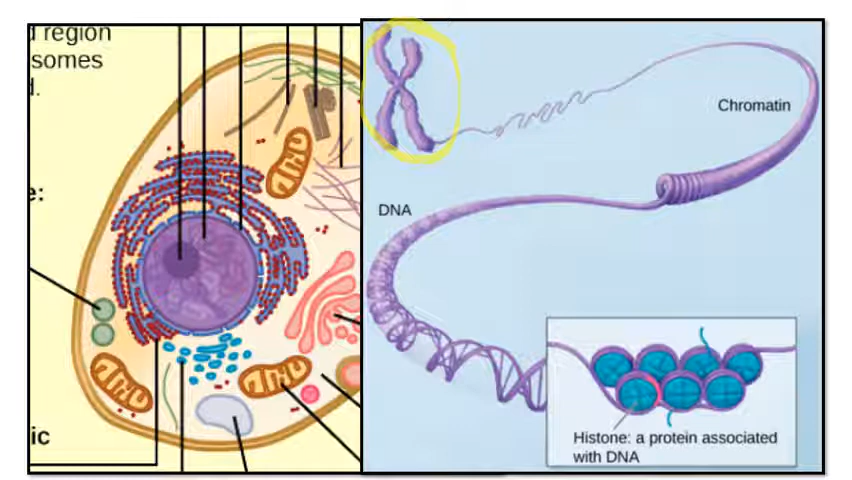 d region
somes
d.
e:
ic
Chromatin
DNA
Histone: a protein associated
with DNA